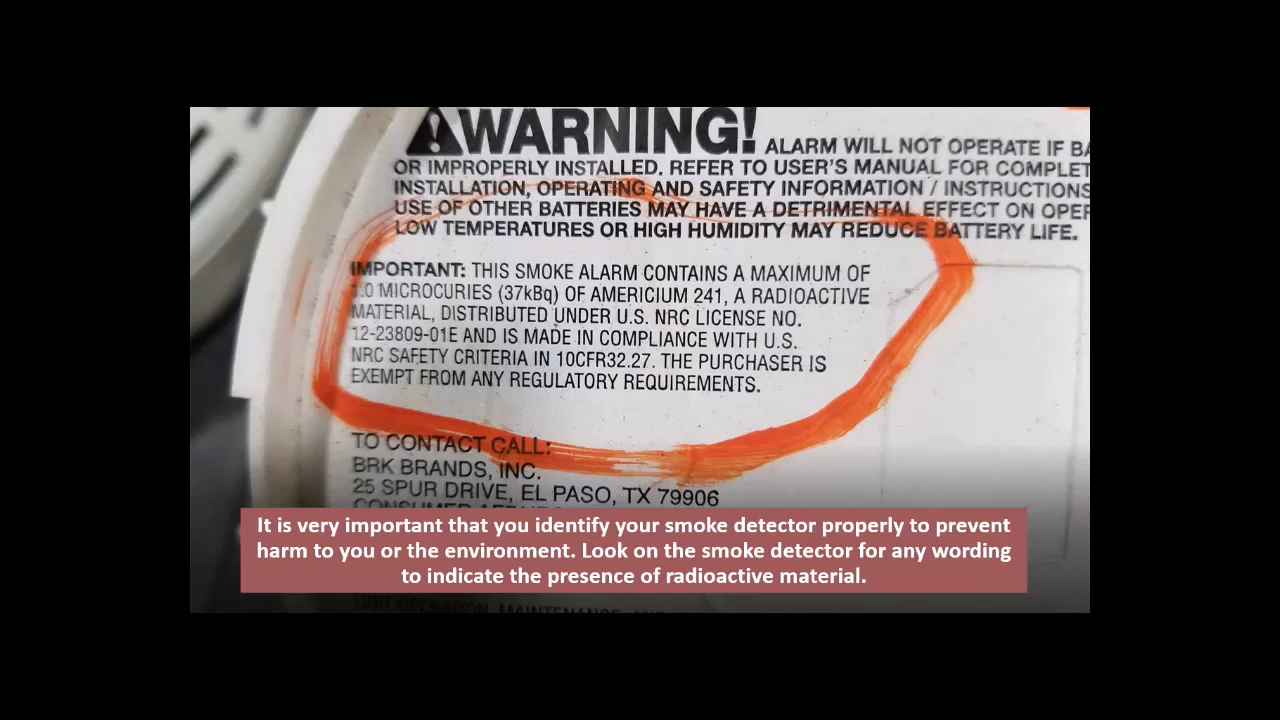 WARNING! ALARM WILL NOT OPERATE IF
OR IMPROPERLY INSTALLED. REFER TO USER'S MANUAL FOR
INSTALLATION, OPERATING AND SAFETY INFORMATION / INSTRUCTIONS
USE OF OTHER BATTERIES MAY HAVE A DETRIMENTAL EFFECT ON
LOW TEMPERATURES OR HIGH HUMIDITY MAY REDUCE BATTERY LIFE.
IMPORTANT: THIS SMOKE ALARM CONTAINS A MAXIMUM OF
1.0 MICROCURIES (37kBq) OF AMERICIUM 241, A RADIOACTIVE
MATERIAL, DISTRIBUTED UNDER U.S. NRC LICENSE NO.
12-23809-01E AND IS MADE IN COMPLIANCE WITH U.S.
NRC SAFETY CRITERIA IN 10CFR32.27. THE PURCHASER IS
EXEMPT FROM ANY REGULATORY REQUIREMENTS.
TO CONTACT CALL:
BRK BRANDS, INC.
25 SPUR DRIVE, EL PASO, TX 79906
It is very important that you identify your smoke detector properly to prevent
harm to you or the environment. Look on the smoke detector for any wording
to indicate the presence of radioactive material.